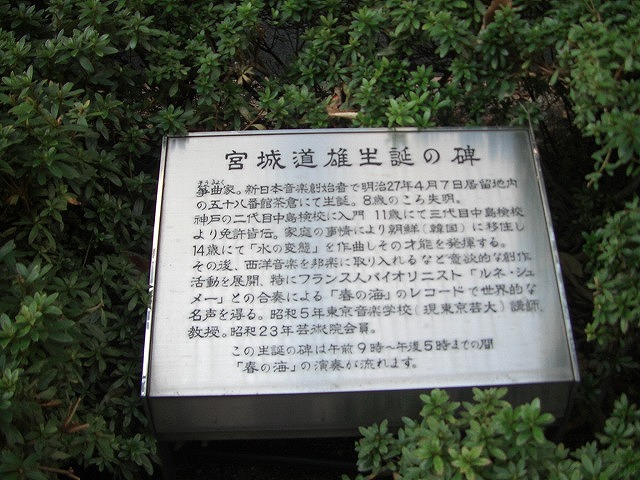 宮城道雄生誕の碑
そうきょく
箏曲家。新日本音楽創始者で明治27年4月7日居留地内
の五十八番館茶倉にて生誕。8歳のころ失明。
神戸の二代目中島検校に入門 11歳にて三代目中島検校
より免許皆伝。家庭の事情により朝鮮(韓国)に移住し
14歳にて「水の変態」を作曲しその才能を発揮する。
その後、西洋音楽を邦楽に取り入れるなど意欲的な創作
活動を展開、特にフランス人バイオリニスト「ルネ・シュ
メー」との合奏による「春の海」のレコードで世界的な
名声を得る。昭和5年東京音楽学校(現東京芸大)講師、
教授。昭和23年芸術院会員。
この生誕の碑は午前9時〜午後5時までの間
「春の海」の演奏が流れます。